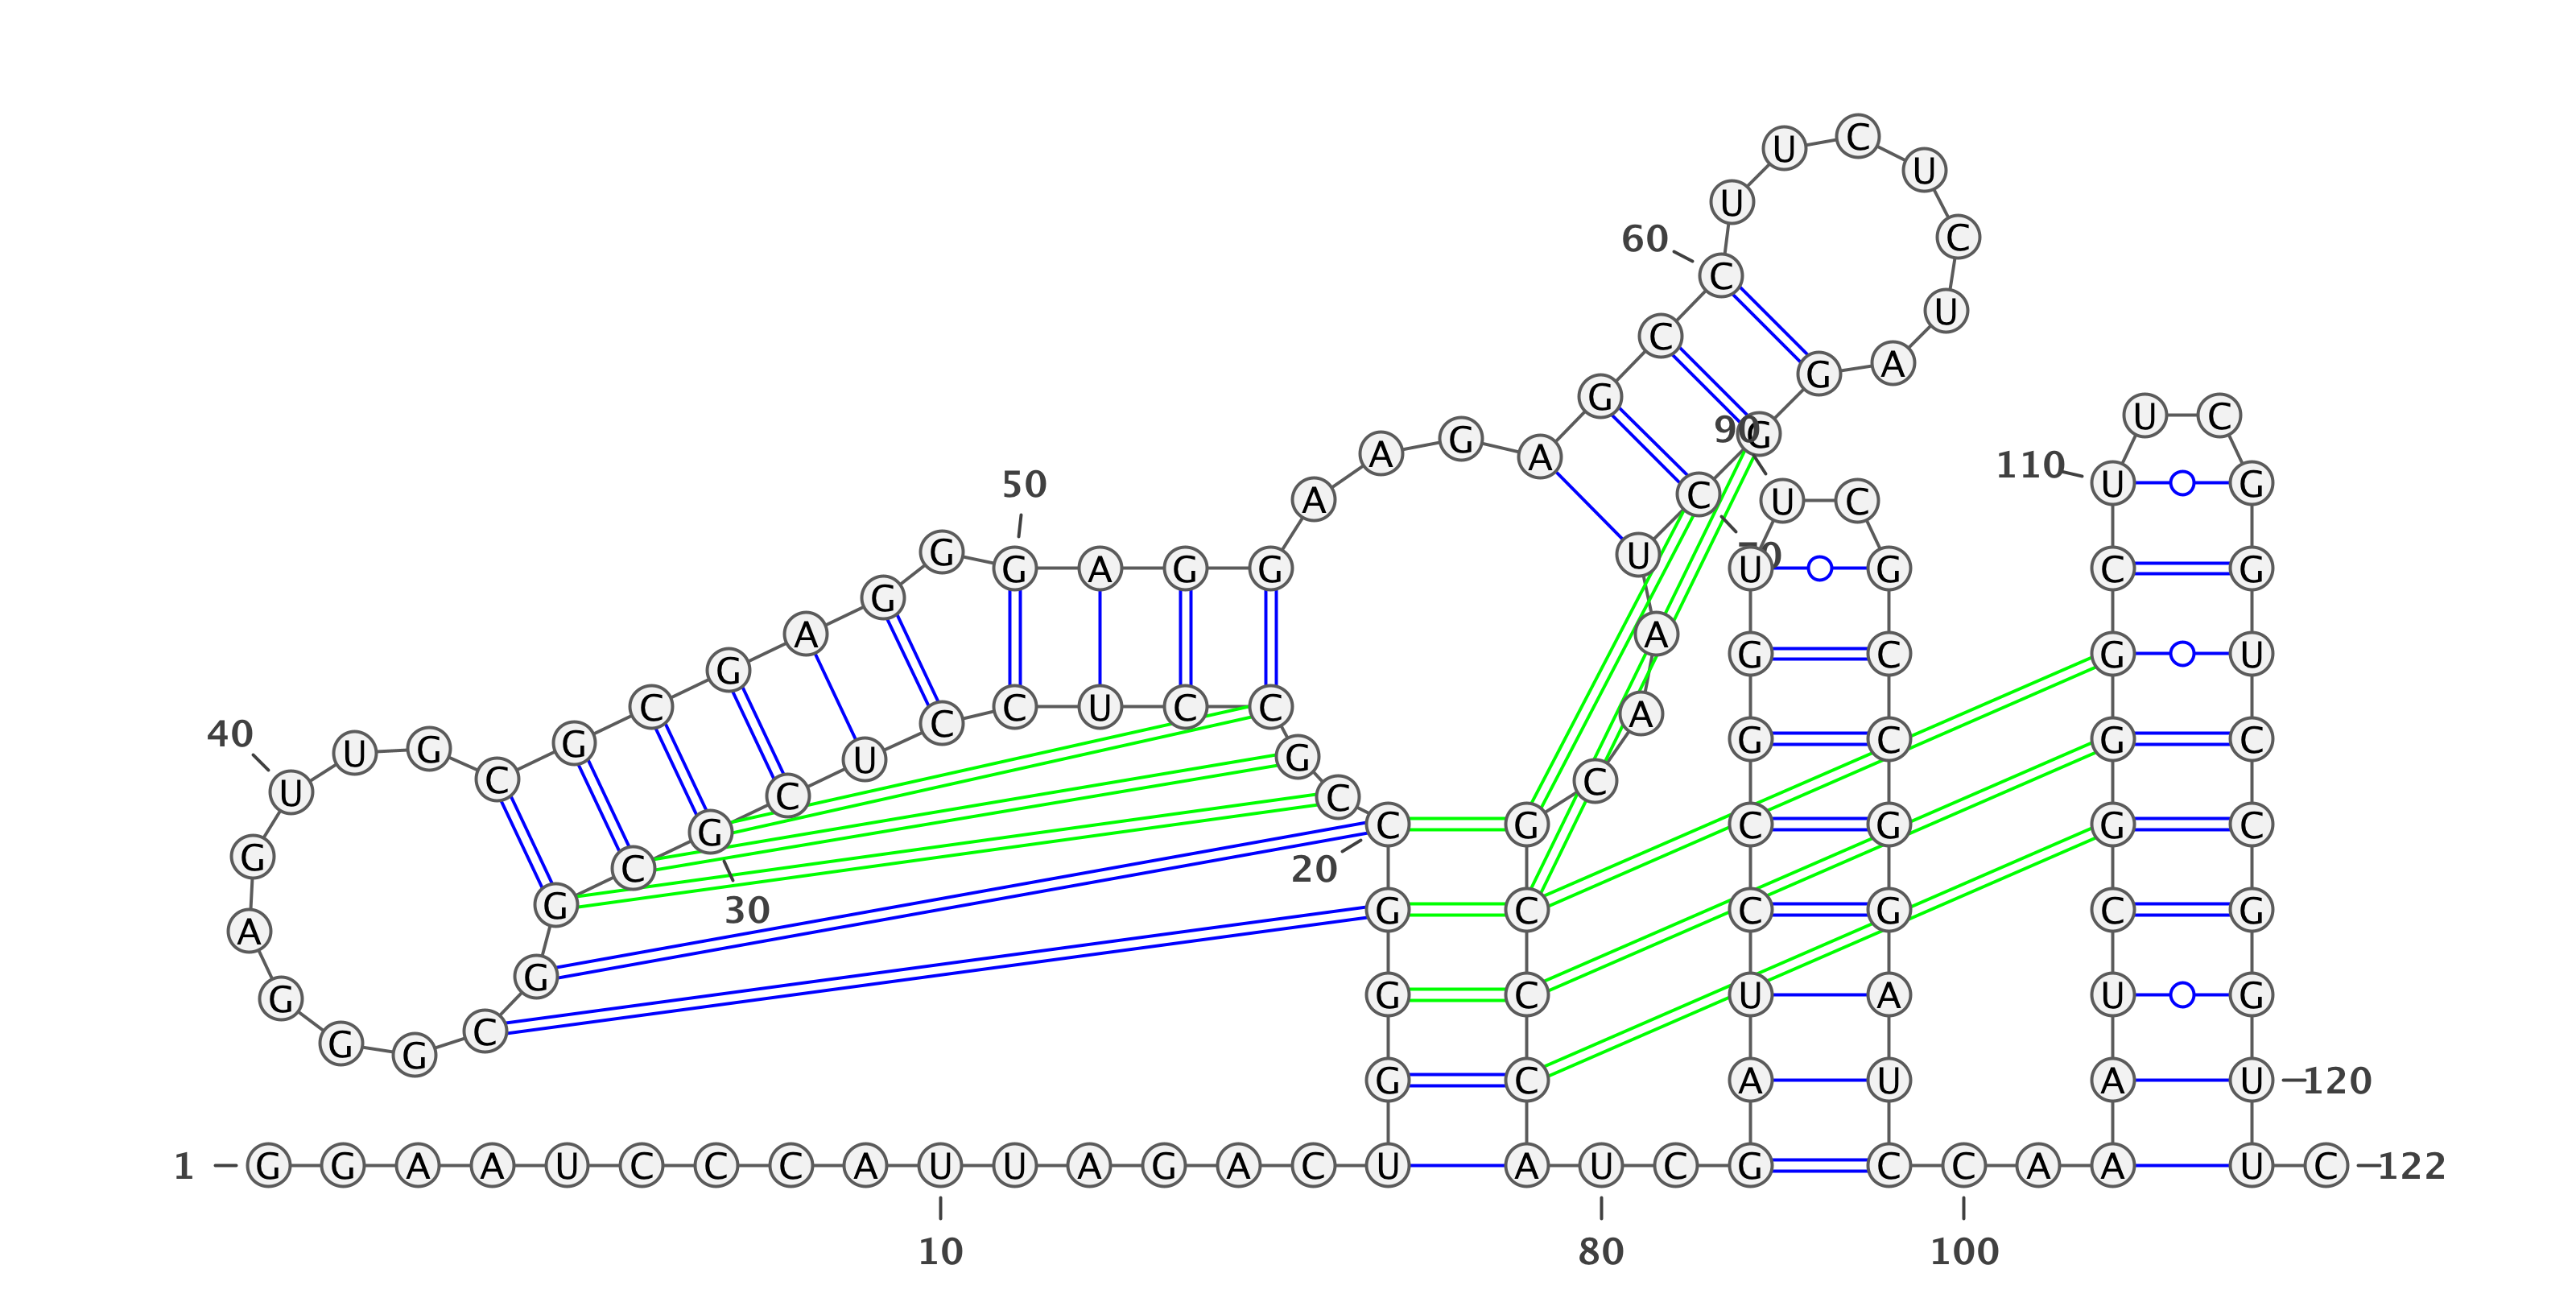 U C
U
U
60 C
C U
C
G A
G U C
G 90 G
A A 110
50 U G
A C U C
G U 70
G A G G U G C G
G
A A
G G C G U
C C U C C A
40 U G G C G C G C
U G
C C
U C C
G C G C G G C
G C 20
G 30 G C C G C G
A
G
G G C U A U G
G G C
G C A U A U 120
1 G G A A U C C C A U U A G A C U A U C G C C A A U C 122
10 80 100